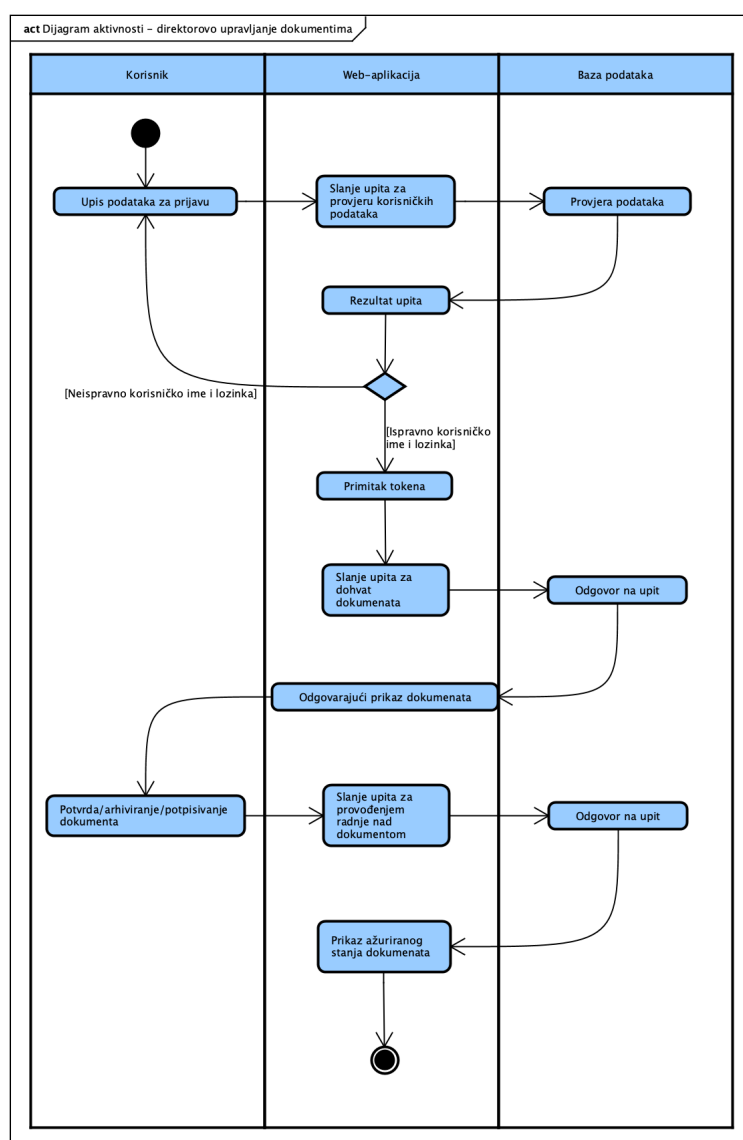 act Dijagram aktivnosti – direktorovo upravljanje dokumentima
Korisnik
Web-aplikacija
Baza podataka
Upis podataka za prijavu
Slanje upita za
provjeru korisničkih
podataka
Provjera podataka
Rezultat upita
[Neispravno korisničko ime i lozinka]
[Ispravno korisničko
ime i lozinka]
Primitak tokena
Slanje upita za
dohvat
dokumenata
Odgovor na upit
Odgovarajući prikaz dokumenata
Potvrda/arhiviranje/potpisivanje
dokumenta
Slanje upita za
provođenjem
radnje nad
dokumentom
Odgovor na upit
Prikaz ažuriranog
stanja dokumenata